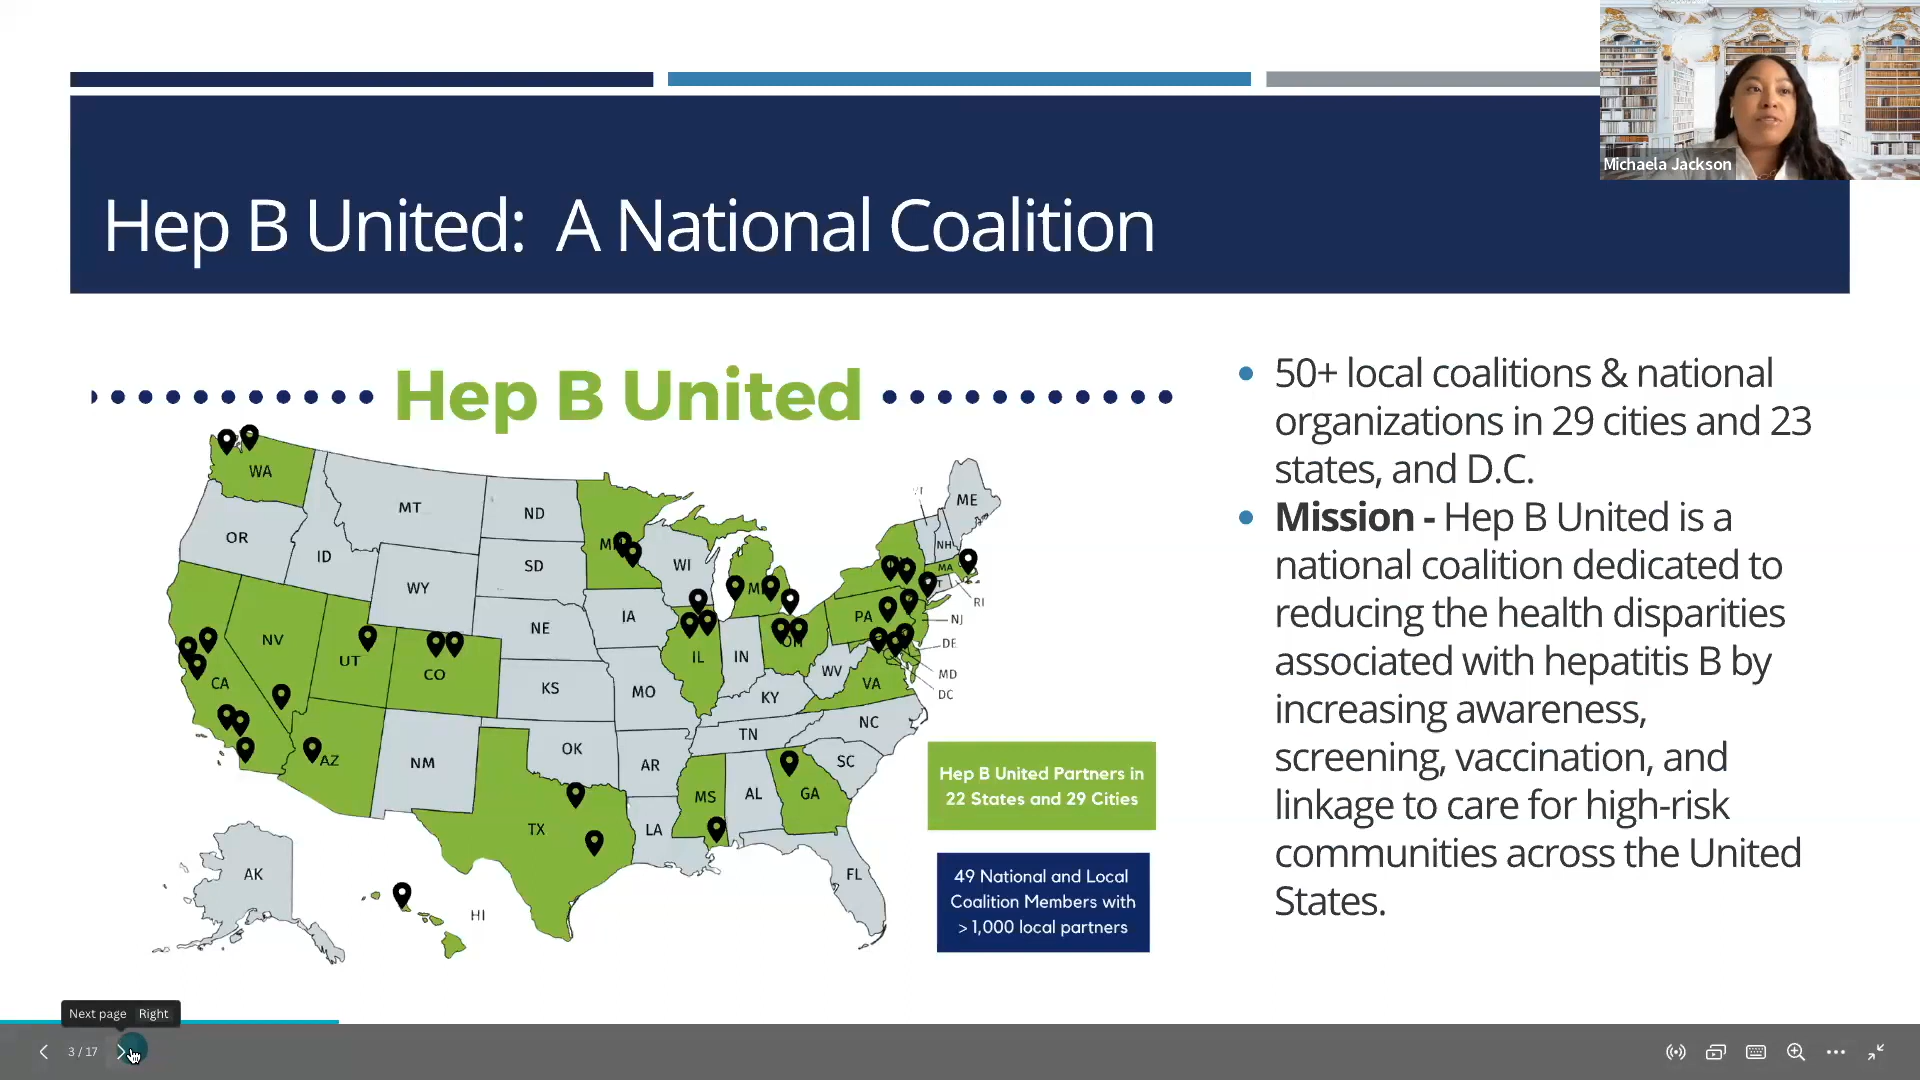 Michaela Jackson
Hep B United:  A National Coalition
Hep B United
50+ local coalitions & national
organizations in 29 cities and 23
states, and D.C.
Mission - Hep B United is a
national coalition dedicated to
reducing the health disparities
associated with hepatitis B by
increasing awareness,
screening, vaccination, and
linkage to care for high-risk
communities across the United
States.
WA
MT
ND
ME
OR
ID
SD
WI
NH
MA
WY
RI
NE
IA
PA
NJ
NV
UT
CO
IL
IN
OH
DE
WV
MD
CA
KS
MO
KY
VA
DC
NC
TN
AZ
NM
OK
AR
SC
MS
AL
GA
TX
LA
FL
AK
HI
Hep B United Partners in
22 States and 29 Cities
49 National and Local
Coalition Members with
> 1,000 local partners
Next page Right
3 / 17